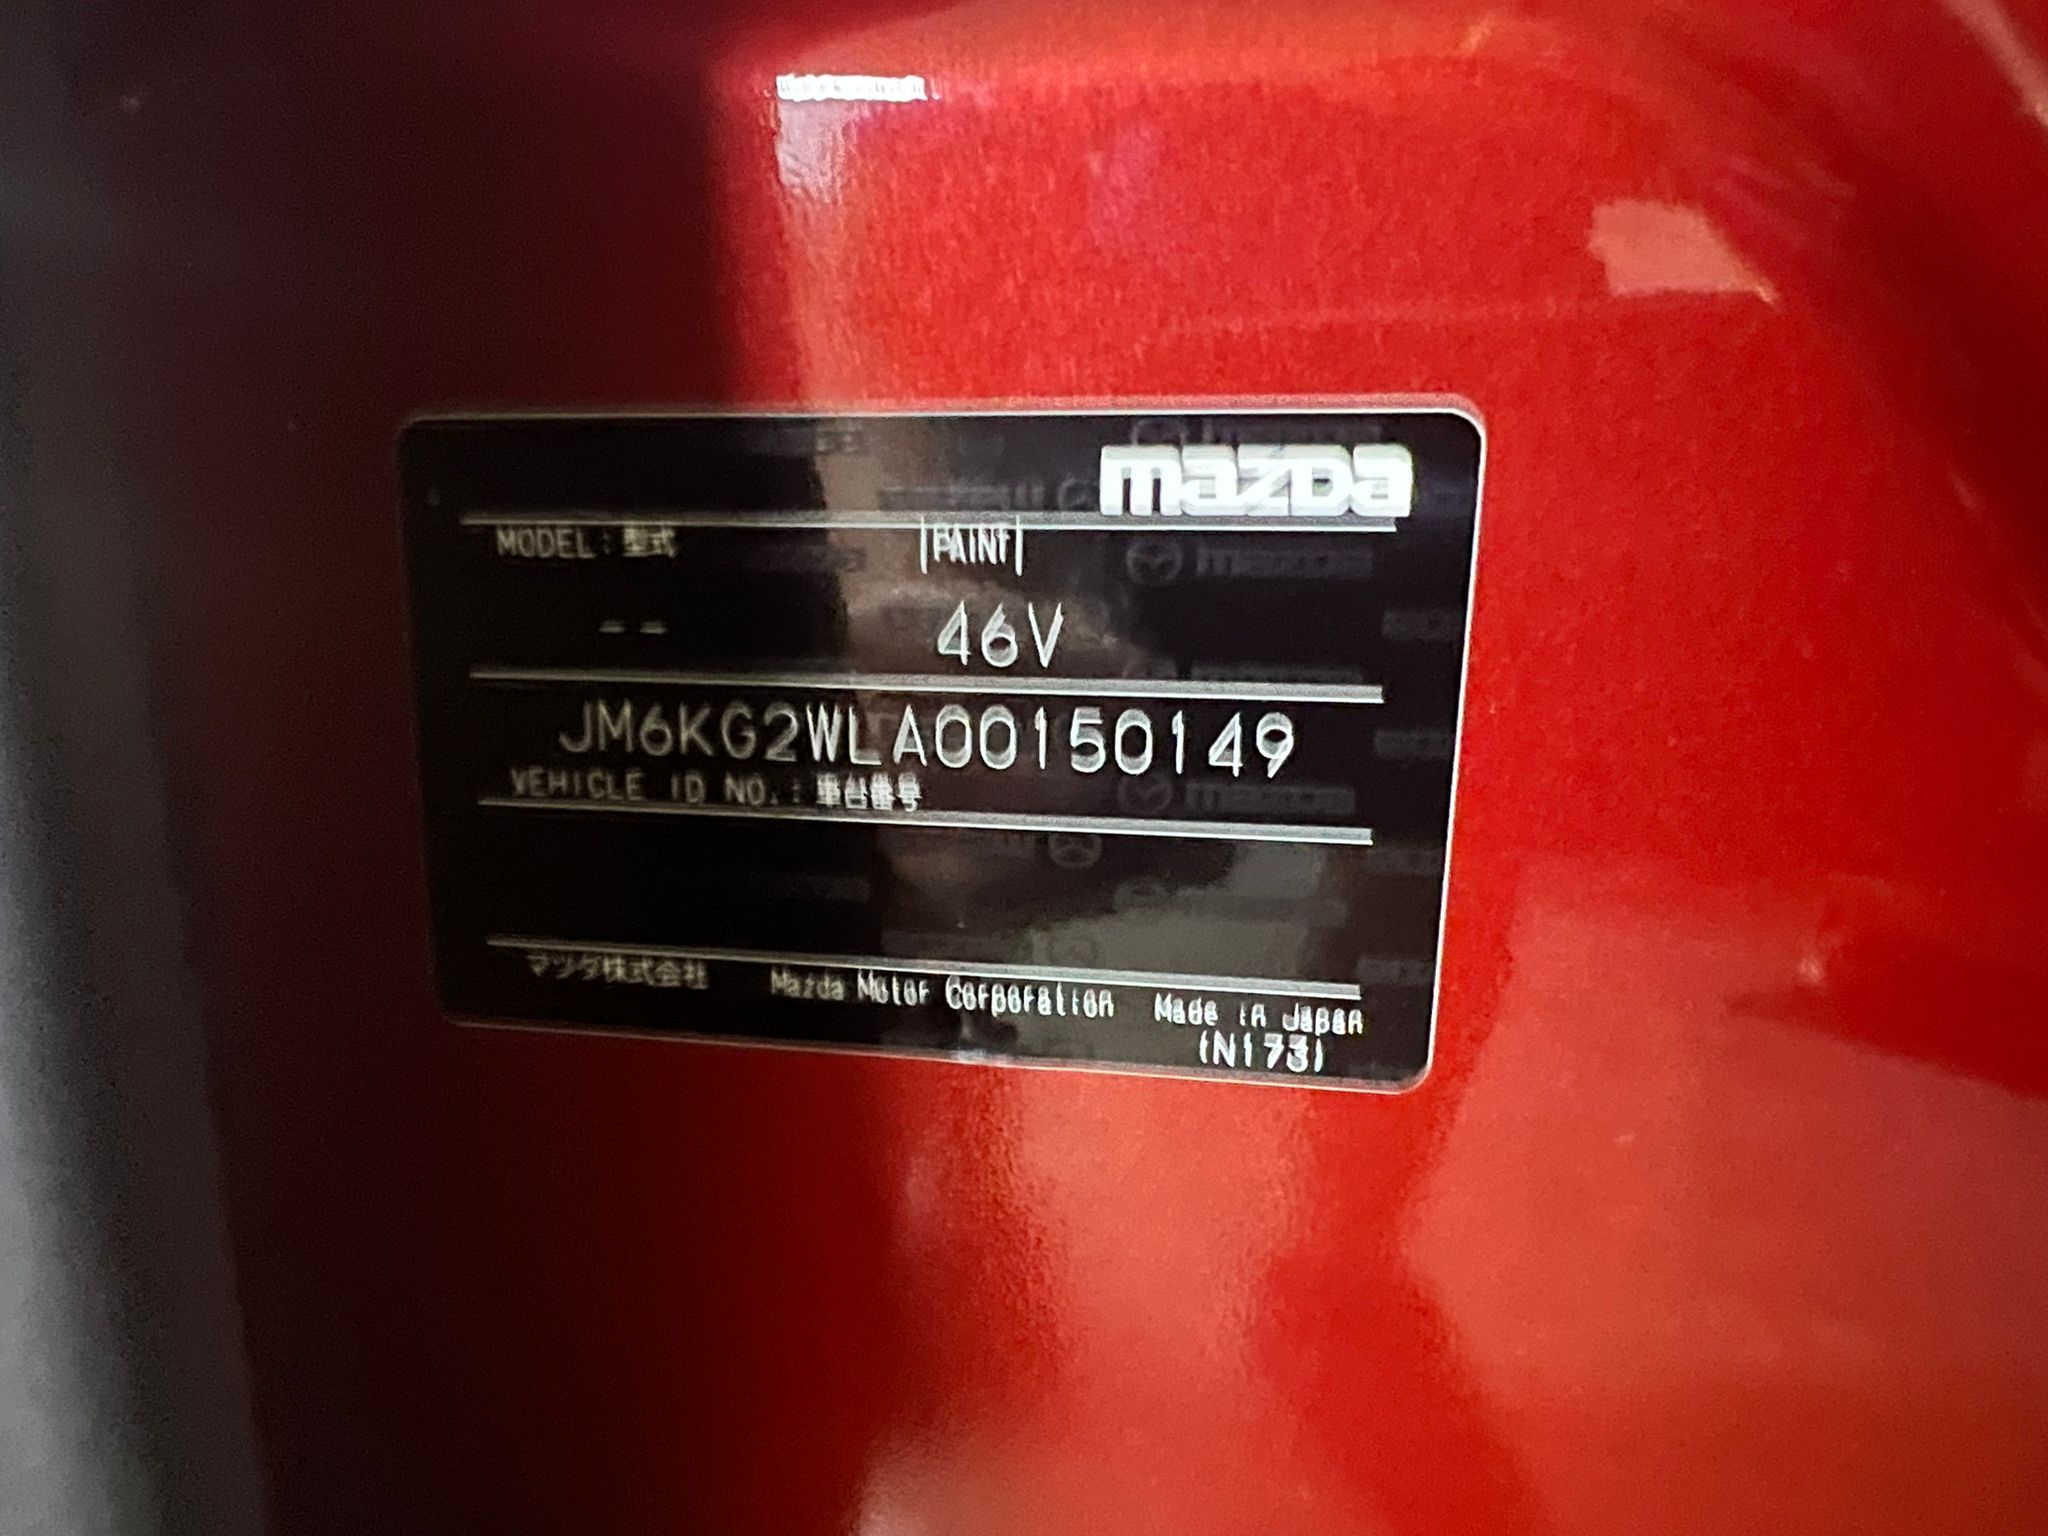 mazda
MODEL : 型式 PAINT
-- 46V
JM6KG2WLA00150149
VEHICLE ID NO. : 車台番号
マツダ株式会社 Mazda Motor Corporation Made in Japan
(N173)